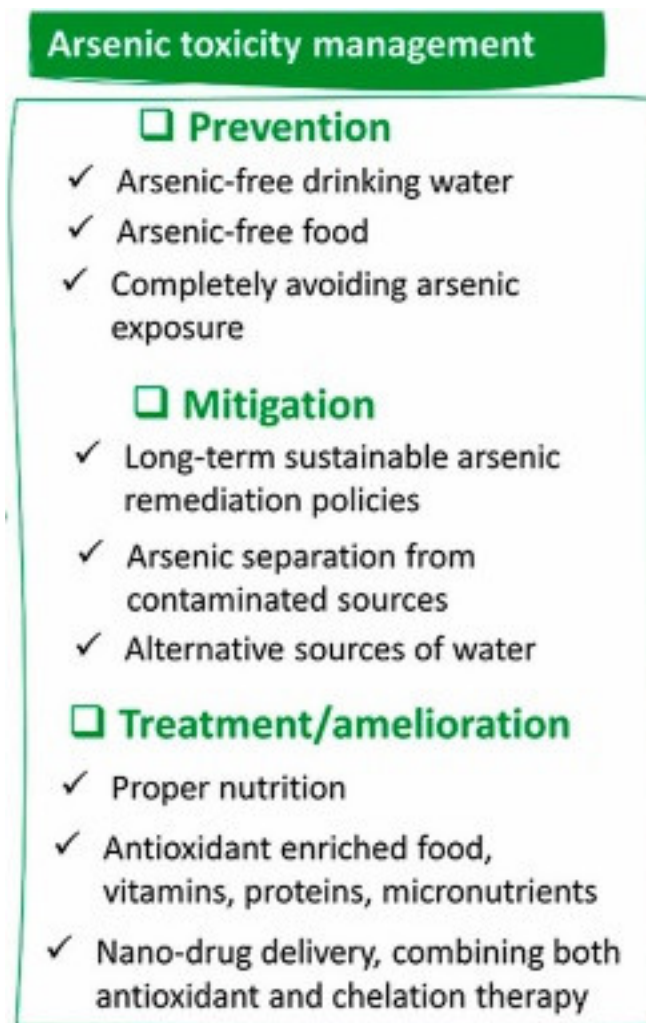 Arsenic toxicity management
Prevention
✓ Arsenic-free drinking water
✓ Arsenic-free food
✓ Completely avoiding arsenic
exposure
Mitigation
✓ Long-term sustainable arsenic
remediation policies
✓ Arsenic separation from
contaminated sources
✓ Alternative sources of water
Treatment/amelioration
✓ Proper nutrition
✓ Antioxidant enriched food,
vitamins, proteins, micronutrients
✓ Nano-drug delivery, combining both
antioxidant and chelation therapy